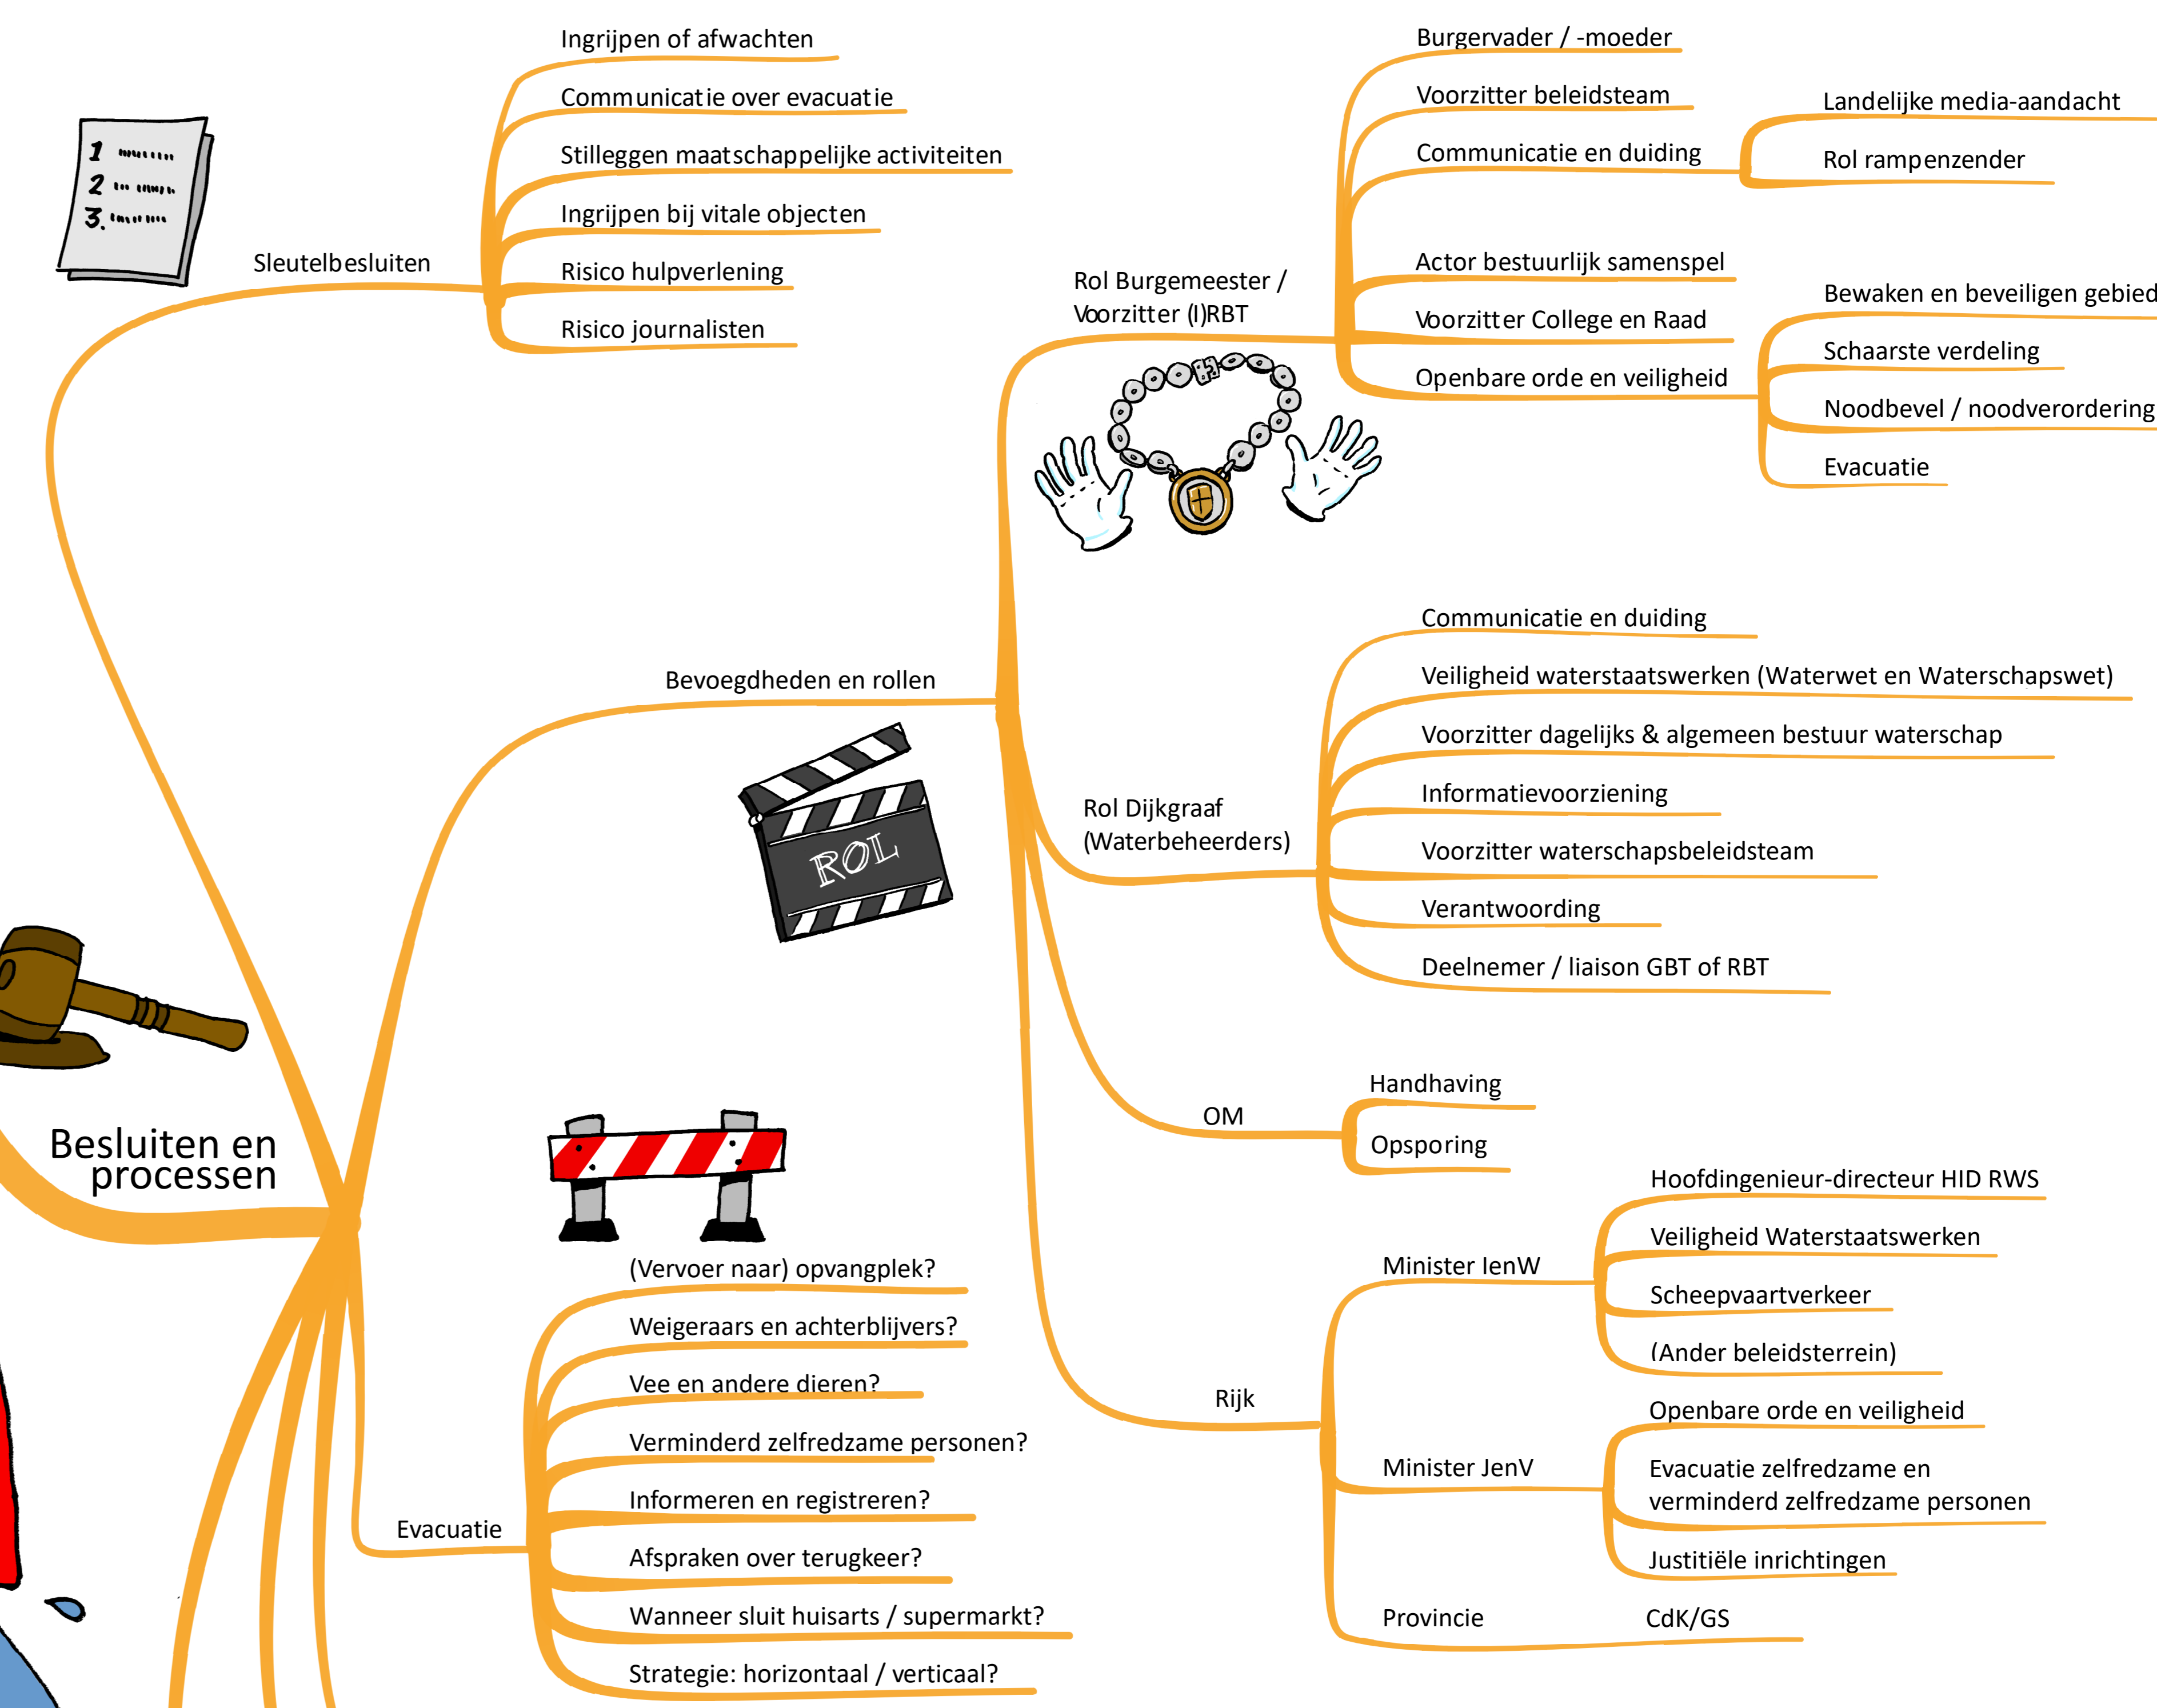 1
2
3.
Sleutelbesluiten
Ingrijpen of afwachten
Communicatie over evacuatie
Stilleggen maatschappelijke activiteiten
Ingrijpen bij vitale objecten
Risico hulpverlening
Risico journalisten
Besluiten en
processen
Bevoegdheden en rollen
ROL
Rol Burgemeester /
Voorzitter (I)RBT
Burgervader / -moeder
Voorzitter beleidsteam
Communicatie en duiding
Landelijke media-aandacht
Rol rampenzender
Actor bestuurlijk samenspel
Voorzitter College en Raad
Openbare orde en veiligheid
Bewaken en beveiligen gebied
Schaarste verdeling
Noodbevel / noodverordering
Evacuatie
Rol Dijkgraaf
(Waterbeheerders)
Communicatie en duiding
Veiligheid waterstaatswerken (Waterwet en Waterschapswet)
Voorzitter dagelijks & algemeen bestuur waterschap
Informatievoorziening
Voorzitter waterschapsbeleidsteam
Verantwoording
Deelnemer / liaison GBT of RBT
OM
Handhaving
Opsporing
Rijk
Minister IenW
Hoofdingenieur-directeur HID RWS
Veiligheid Waterstaatswerken
Scheepvaartverkeer
(Ander beleidsterrein)
Minister JenV
Openbare orde en veiligheid
Evacuatie zelfredzame en
verminderd zelfredzame personen
Justitiële inrichtingen
Provincie
CdK/GS
Evacuatie
(Vervoer naar) opvangplek?
Weigeraars en achterblijvers?
Vee en andere dieren?
Verminderd zelfredzame personen?
Informeren en registreren?
Afspraken over terugkeer?
Wanneer sluit huisarts / supermarkt?
Strategie: horizontaal / verticaal?